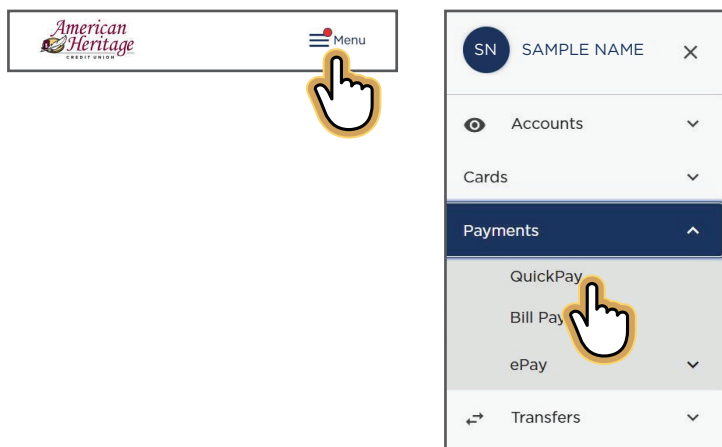 American
Heritage
CREDIT UNION
Menu
SN SAMPLE NAME
Accounts
Cards
Payments
QuickPay
Bill Pay
ePay
Transfers